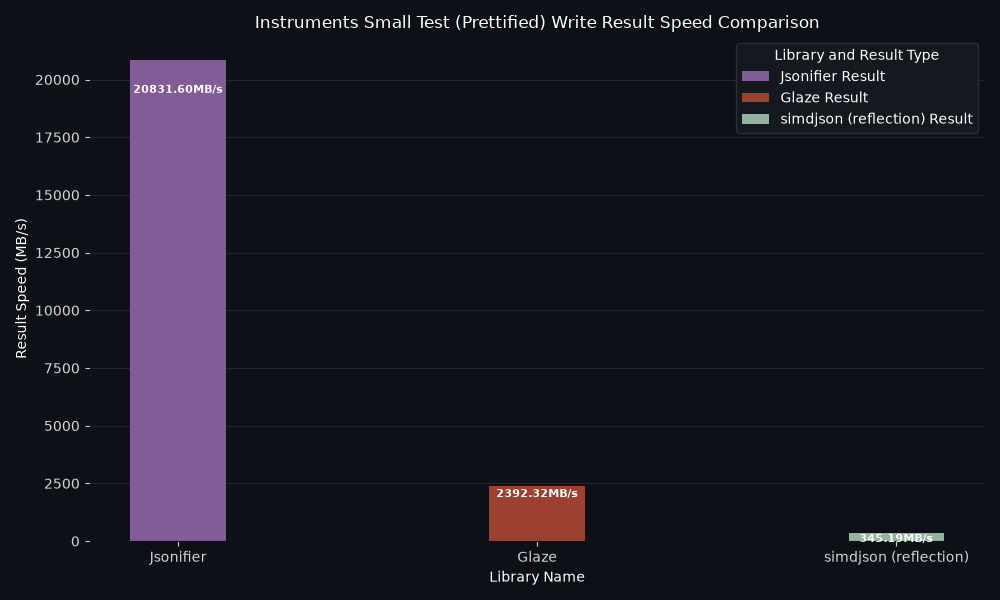 Instruments Small Test (Prettified) Write Result Speed Comparison
Library and Result Type
Jsonifier Result
Glaze Result
simdjson (reflection) Result
Result Speed (MB/s)
20000
17500
15000
12500
10000
7500
5000
2500
0
20831.60MB/s
2392.32MB/s
345.19MB/s
Jsonifier
Glaze
simdjson (reflection)
Library Name